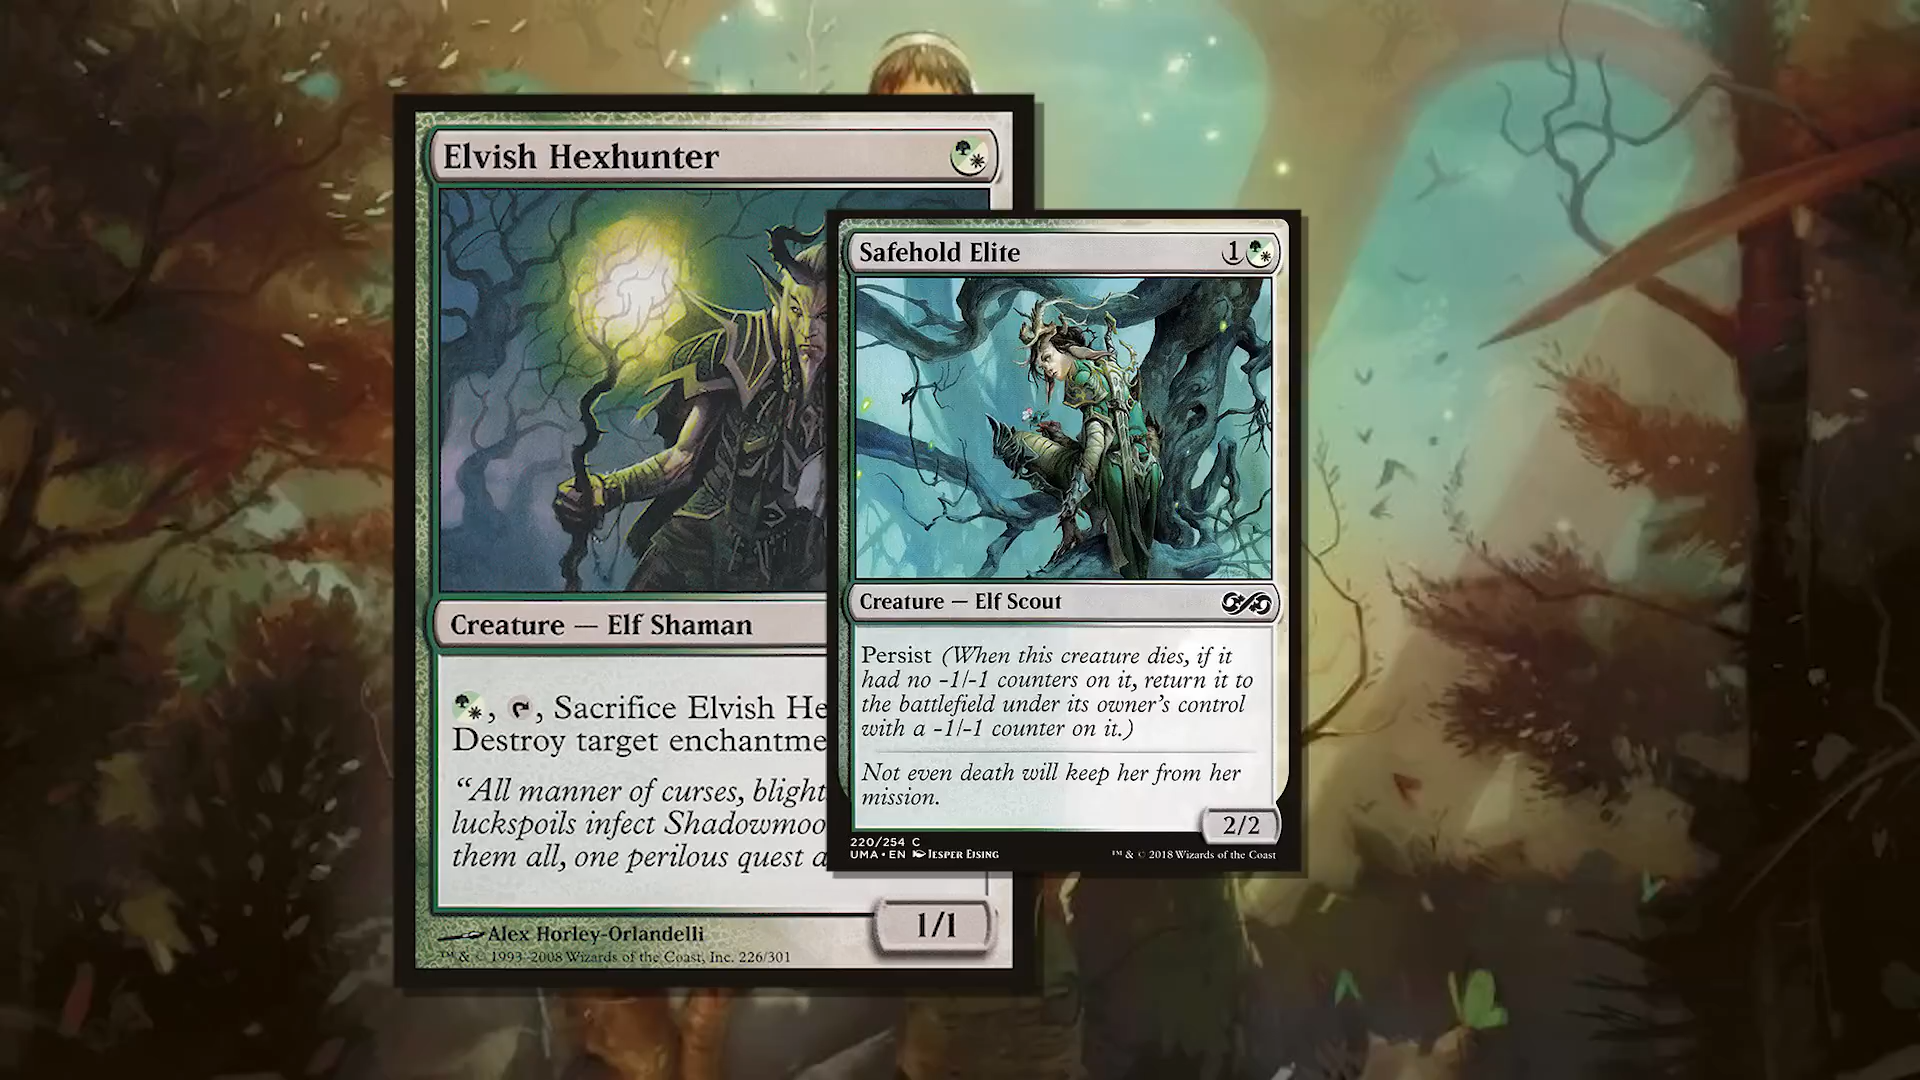 Elvish Hexhunter
Creature — Elf Shaman
, , Sacrifice Elvish He
Destroy target enchantme
“All manner of curses, blight
luckspoils infect Shadowmoo
them all, one perilous quest a
1/1
Alex Horley-Orlandelli
™ & © 1993-2008 Wizards of the Coast, Inc. 226/301
Safehold Elite
1
Creature — Elf Scout
Persist (When this creature dies, if it
had no -1/-1 counters on it, return it to
the battlefield under its owner's control
with a -1/-1 counter on it.)
Not even death will keep her from her
mission.
2/2
220/254 C
UMA • EN Jesper Ejsing
™ & © 2018 Wizards of the Coast